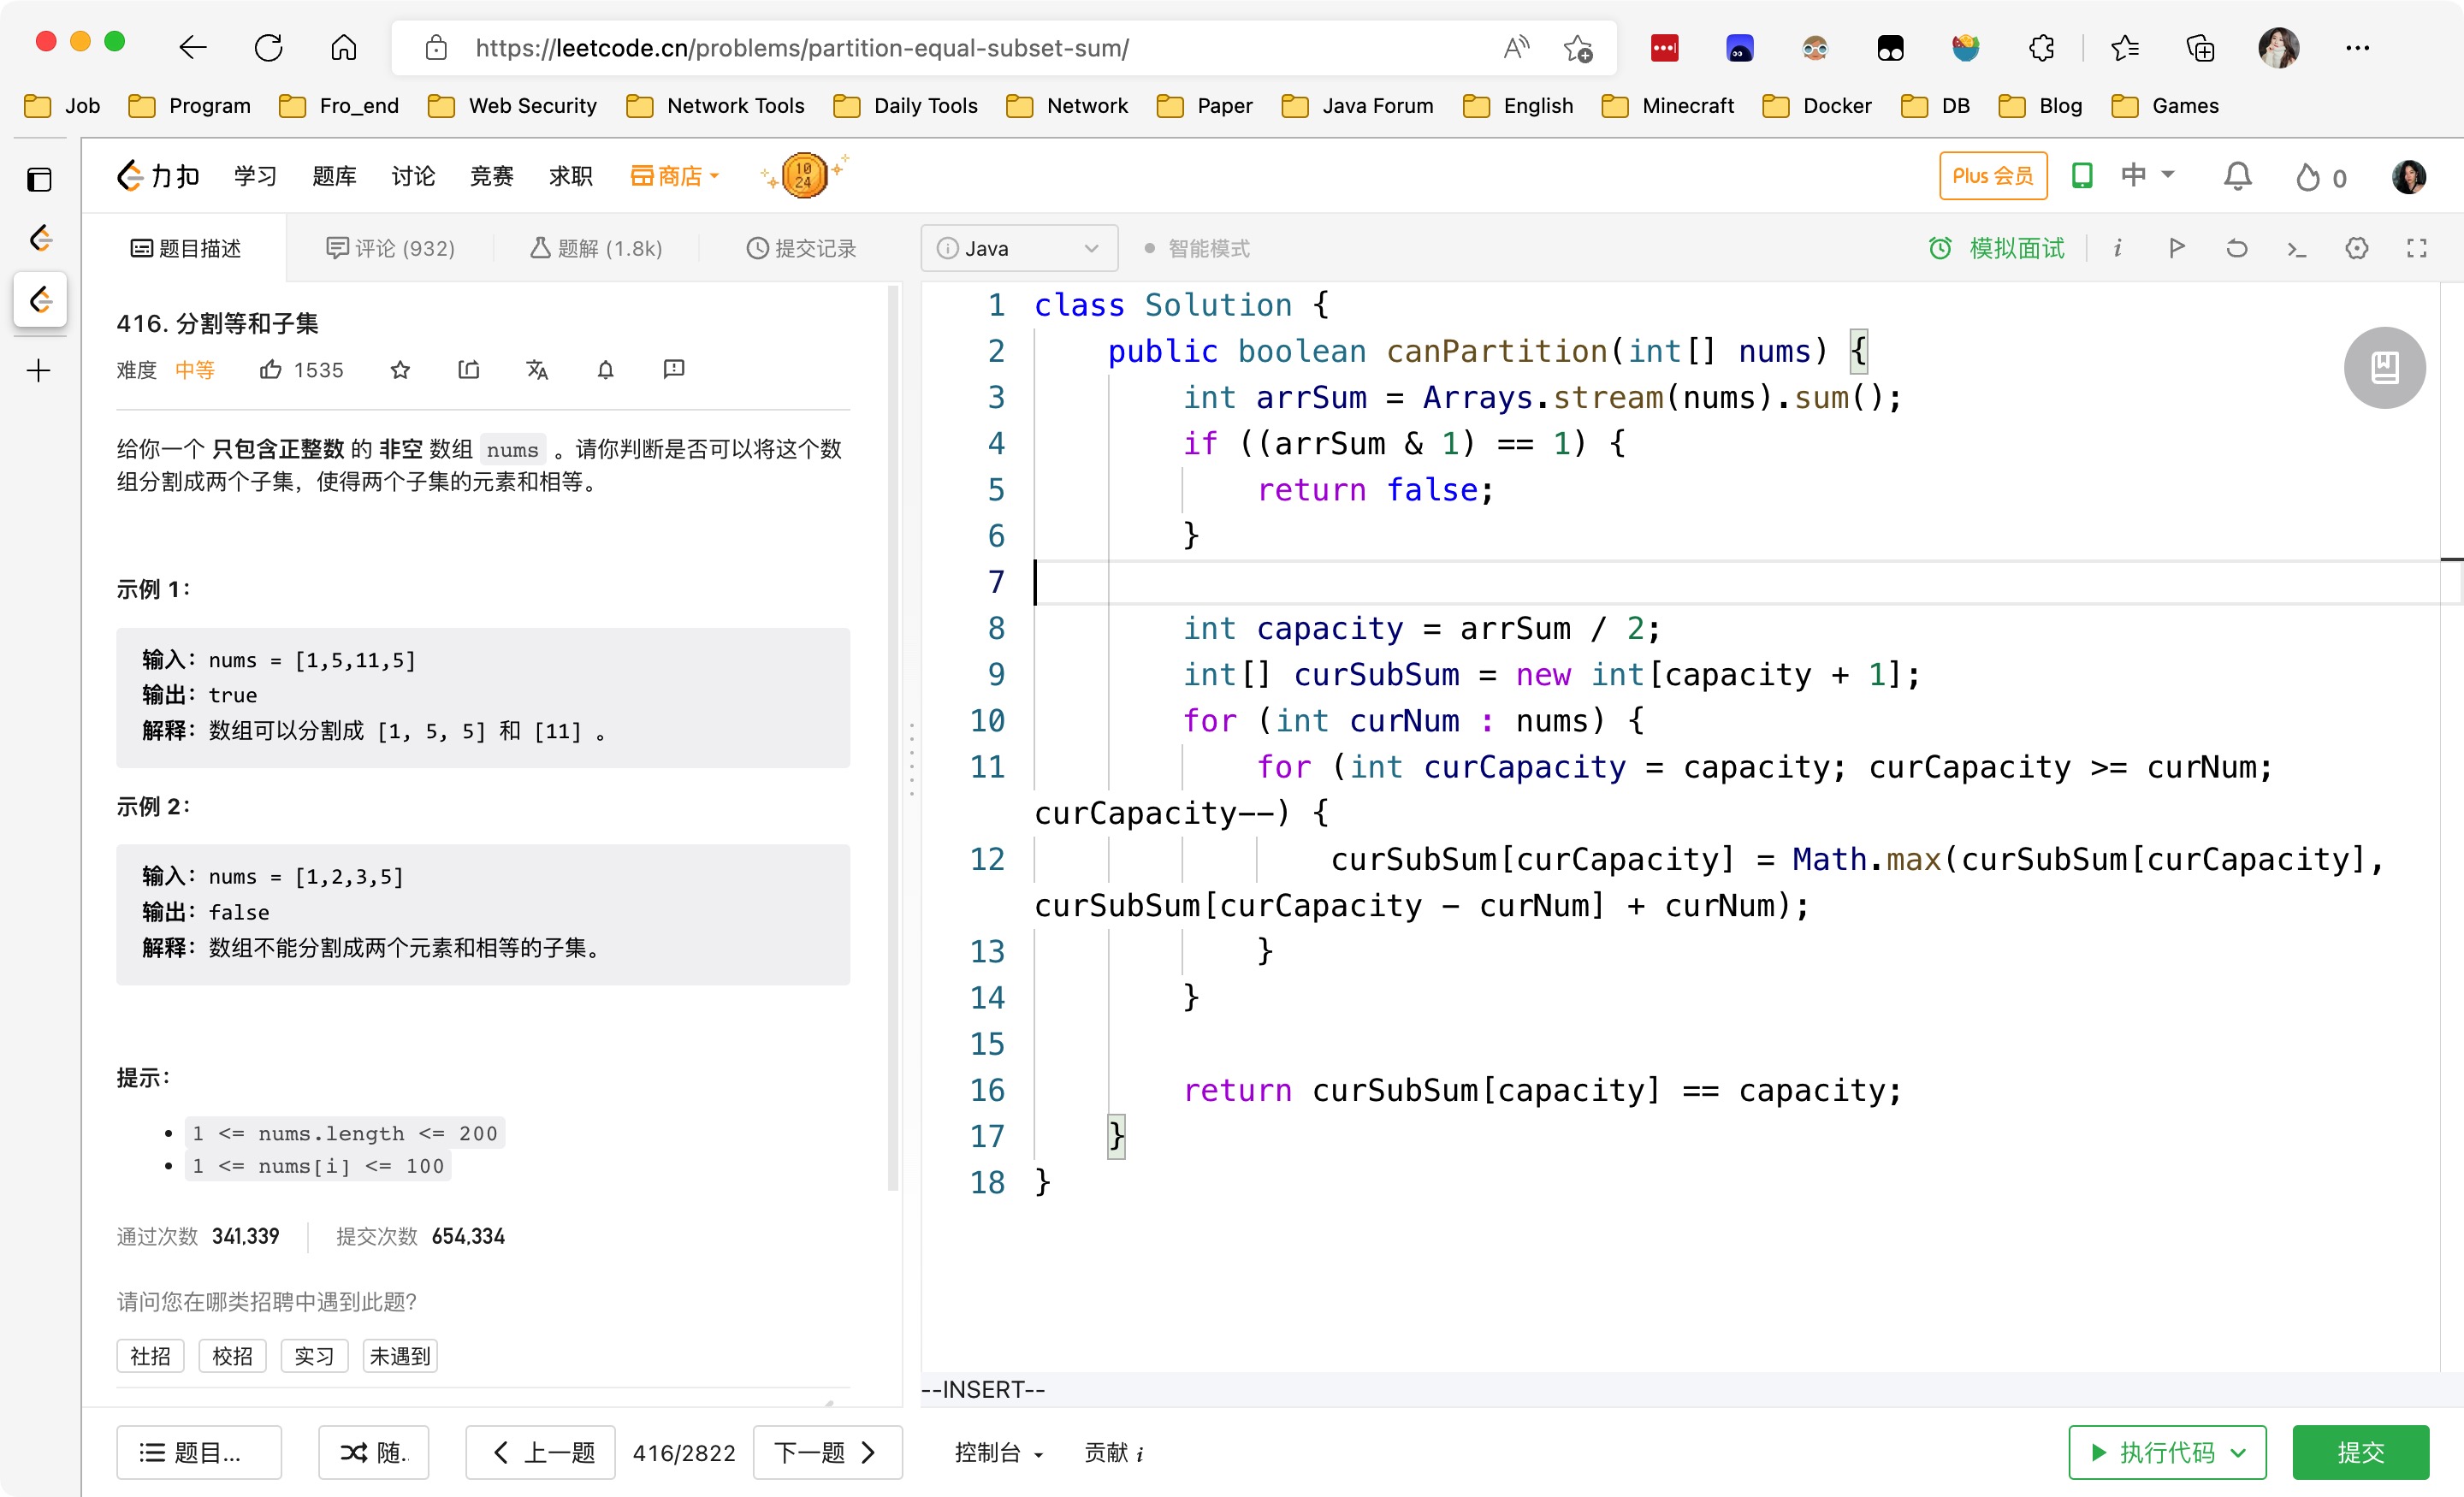 https://leetcode.cn/problems/partition-equal-subset-sum/
Job Program Fro_end Web Security Network Tools Daily Tools Network Paper Java Forum English Minecraft Docker DB Blog Games
力扣 学习 题库 讨论 竞赛 求职 商店 10 24 Plus 会员 中 0
题目描述 评论 (932) 题解 (1.8k) 提交记录
Java 智能模式 模拟面试
416. 分割等和子集
难度 中等 1535
给你一个 只包含正整数 的 非空 数组 nums 。请你判断是否可以将这个数
组分割成两个子集，使得两个子集的元素和相等。
示例 1：
输入：nums = [1,5,11,5]
输出：true
解释：数组可以分割成 [1, 5, 5] 和 [11] 。
示例 2：
输入：nums = [1,2,3,5]
输出：false
解释：数组不能分割成两个元素和相等的子集。
提示：
1 <= nums.length <= 200
1 <= nums[i] <= 100
通过次数 341,339 提交次数 654,334
请问您在哪类招聘中遇到此题？
社招 校招 实习 未遇到
题目... 随.. 上一题 416/2822 下一题
1 class Solution {
2 public boolean canPartition(int[] nums) {
3 int arrSum = Arrays.stream(nums).sum();
4 if ((arrSum & 1) == 1) {
5 return false;
6 }
7
8 int capacity = arrSum / 2;
9 int[] curSubSum = new int[capacity + 1];
10 for (int curNum : nums) {
11 for (int curCapacity = capacity; curCapacity >= curNum;
curCapacity--) {
12 curSubSum[curCapacity] = Math.max(curSubSum[curCapacity],
curSubSum[curCapacity - curNum] + curNum);
13 }
14 }
15
16 return curSubSum[capacity] == capacity;
17 }
18 }
--INSERT--
控制台 贡献 i 执行代码 提交